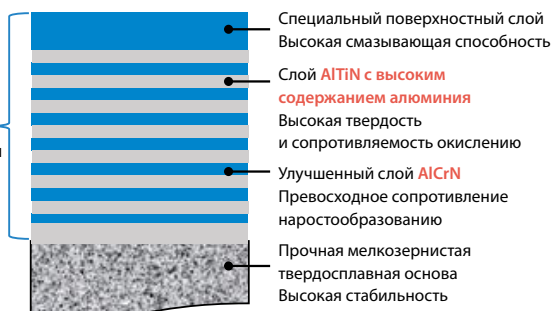 Специальный поверхностный слой
Высокая смазывающая способность
Слой AlTiN с высоким
содержанием алюминия
Высокая твердость
и сопротивляемость окислению
Улучшенный слой AlCrN
Превосходное сопротивление
наростообразованию
Прочная мелкозернистая
твердосплавная основа
Высокая стабильность